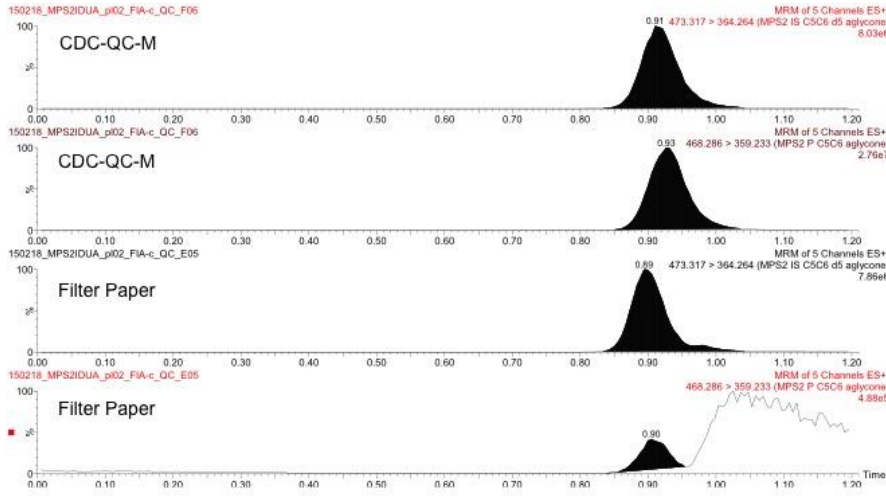 150218_MPS2IDUA_pl02_FIA-c_QC_F06 MRM of 5 Channels ES+
100 0.91 473.317 > 364.264 (MPS2 IS C5C6 d5 aglycone
8.03e6
CDC-QC-M
%
0
0.00 0.10 0.20 0.30 0.40 0.50 0.60 0.70 0.80 0.90 1.00 1.10 1.20
150218_MPS2IDUA_pl02_FIA-c_QC_F06 MRM of 5 Channels ES+
100 0.93 468.286 > 359.233 (MPS2 P C5C6 aglycone
2.76e7
CDC-QC-M
%
0
0.00 0.10 0.20 0.30 0.40 0.50 0.60 0.70 0.80 0.90 1.00 1.10 1.20
150218_MPS2IDUA_pl02_FIA-c_QC_E05 MRM of 5 Channels ES+
100 0.89 473.317 > 364.264 (MPS2 IS C5C6 d5 aglycone
7.86e6
Filter Paper
%
0
0.00 0.10 0.20 0.30 0.40 0.50 0.60 0.70 0.80 0.90 1.00 1.10 1.20
150218_MPS2IDUA_pl02_FIA-c_QC_E05 MRM of 5 Channels ES+
100 468.286 > 359.233 (MPS2 P C5C6 aglycone
4.88e5
Filter Paper
% 0.90
0 Time
0.00 0.10 0.20 0.30 0.40 0.50 0.60 0.70 0.80 0.90 1.00 1.10 1.20